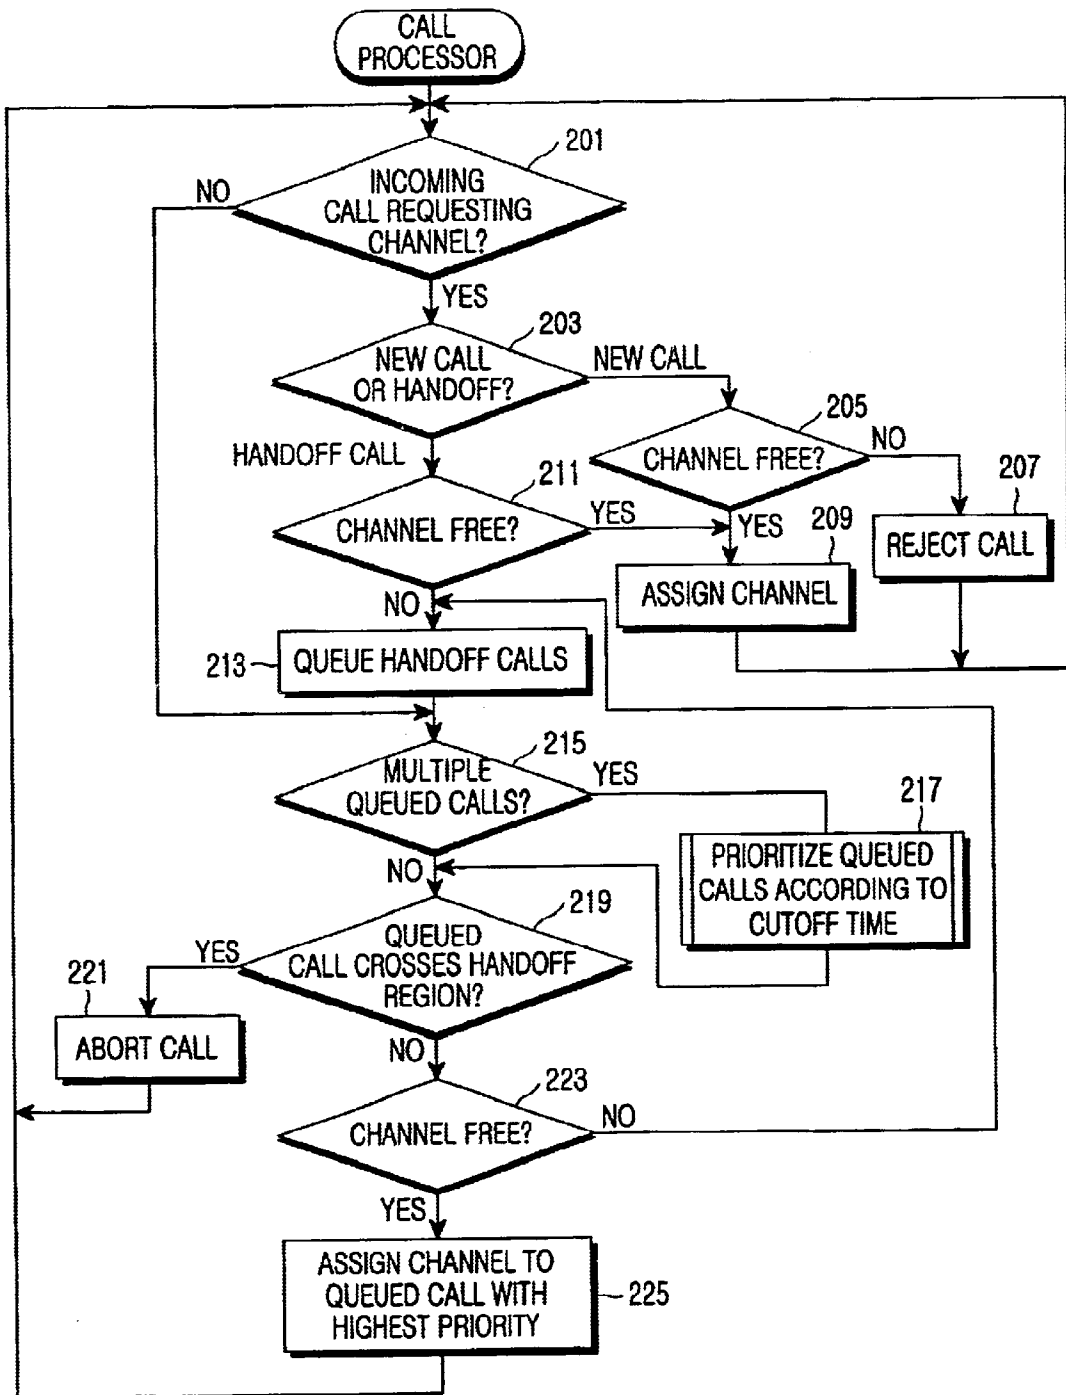 CALL
PROCESSOR
201
NO
INCOMING
CALL REQUESTING
CHANNEL?
YES
203
NEW CALL
OR HANDOFF?
NEW CALL
205
CHANNEL FREE?
NO
HANDOFF CALL
211
CHANNEL FREE?
YES
YES
209
207
REJECT CALL
ASSIGN CHANNEL
NO
213
QUEUE HANDOFF CALLS
215
MULTIPLE
QUEUED CALLS?
YES
217
PRIORITIZE QUEUED
CALLS ACCORDING TO
CUTOFF TIME
NO
219
QUEUED
CALL CROSSES HANDOFF
REGION?
YES
221
ABORT CALL
NO
223
CHANNEL FREE?
NO
YES
ASSIGN CHANNEL TO
QUEUED CALL WITH
HIGHEST PRIORITY
225